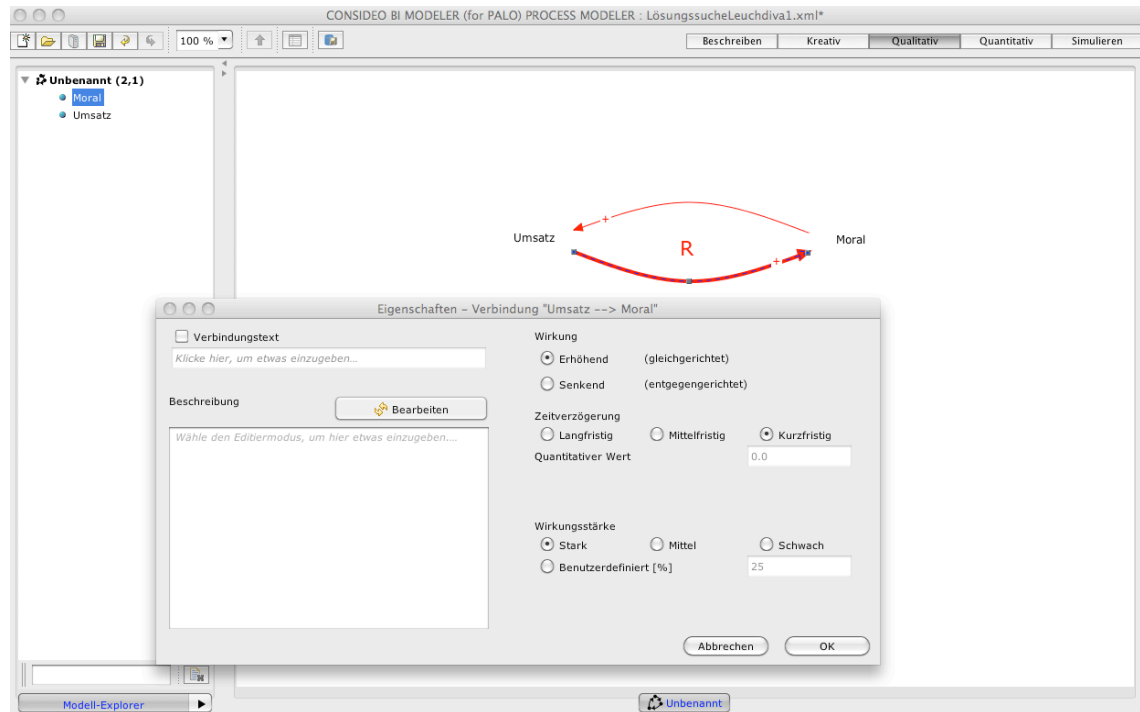 CONSIDEO BI MODELER (for PALO) PROCESS MODELER : LösungssucheLeuchdiva1.xml*
100 %
Beschreiben Kreativ Qualitativ Quantitativ Simulieren
Unbenannt (2,1)
Moral
Umsatz
+
Umsatz
R
Moral
+
Eigenschaften - Verbindung "Umsatz --> Moral"
Verbindungstext
Klicke hier, um etwas einzugeben...
Beschreibung
Bearbeiten
Wähle den Editiermodus, um hier etwas einzugeben....
Wirkung
Erhöhend (gleichgerichtet)
Senkend (entgegengerichtet)
Zeitverzögerung
Langfristig Mittelfristig Kurzfristig
Quantitativer Wert 0.0
Wirkungsstärke
Stark Mittel Schwach
Benutzerdefiniert [%] 25
Abbrechen OK
Modell-Explorer
Unbenannt